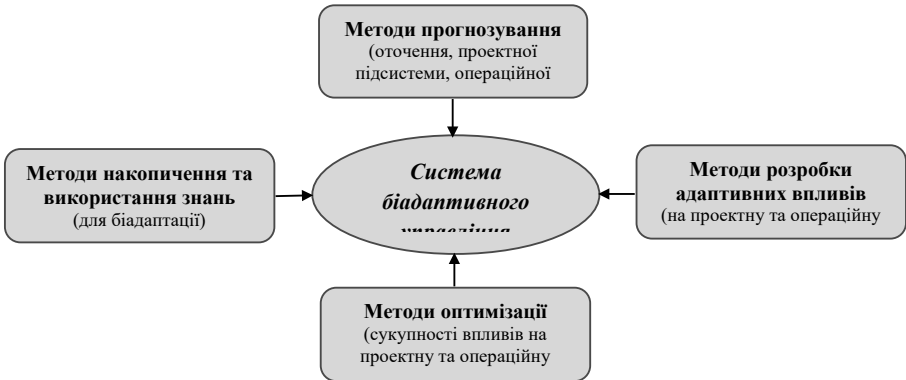 Методи прогнозування
(оточення, проектної
підсистеми, операційної
Методи накопичення та
використання знань
(для біадаптації)
Система
біадаптивного
управління
Методи розробки
адаптивних впливів
(на проектну та операційну
Методи оптимізації
(сукупності впливів на
проектну та операційну